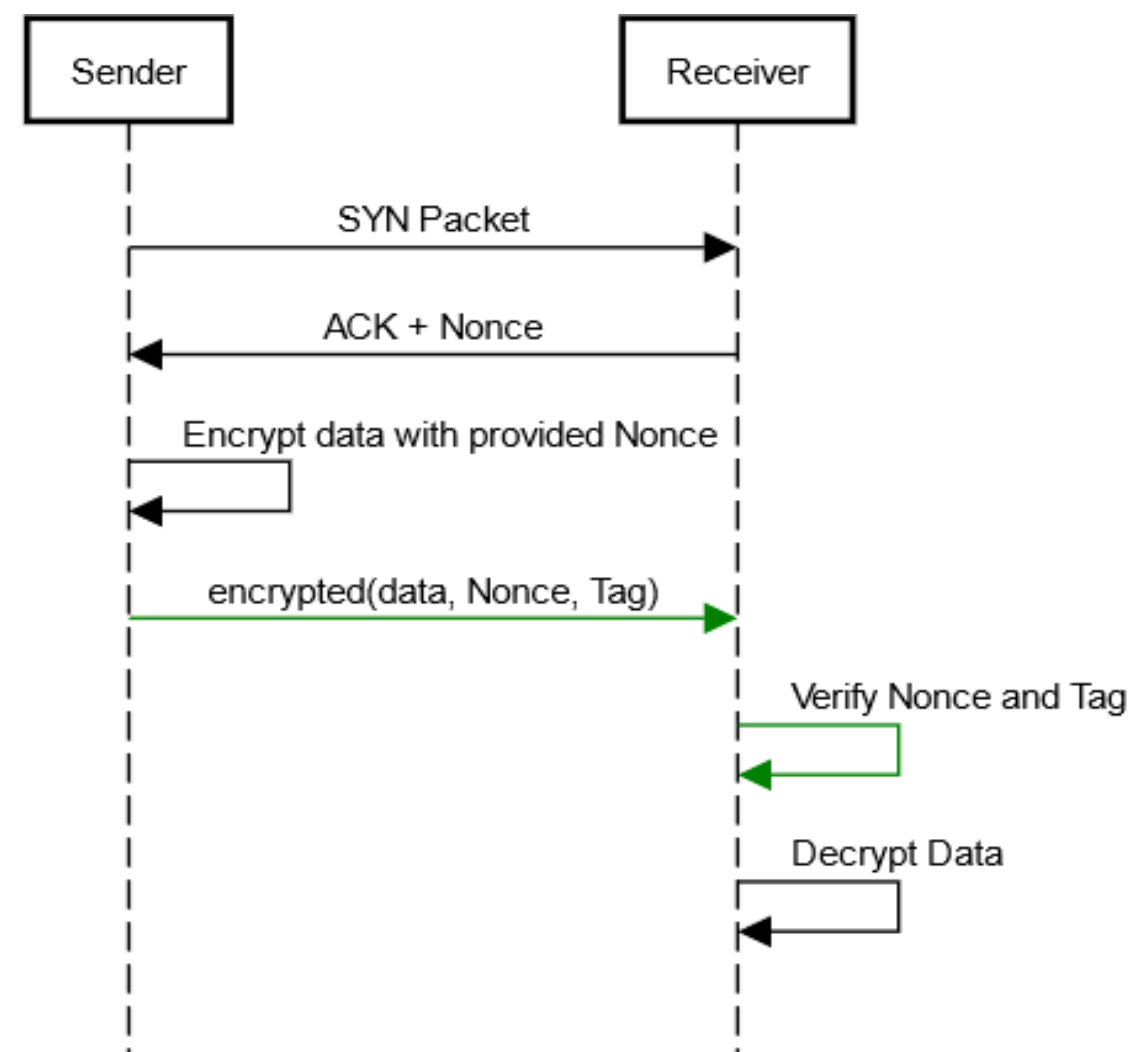 Sender
Receiver
SYN Packet
ACK + Nonce
Encrypt data with provided Nonce
encrypted(data, Nonce, Tag)
Verify Nonce and Tag
Decrypt Data